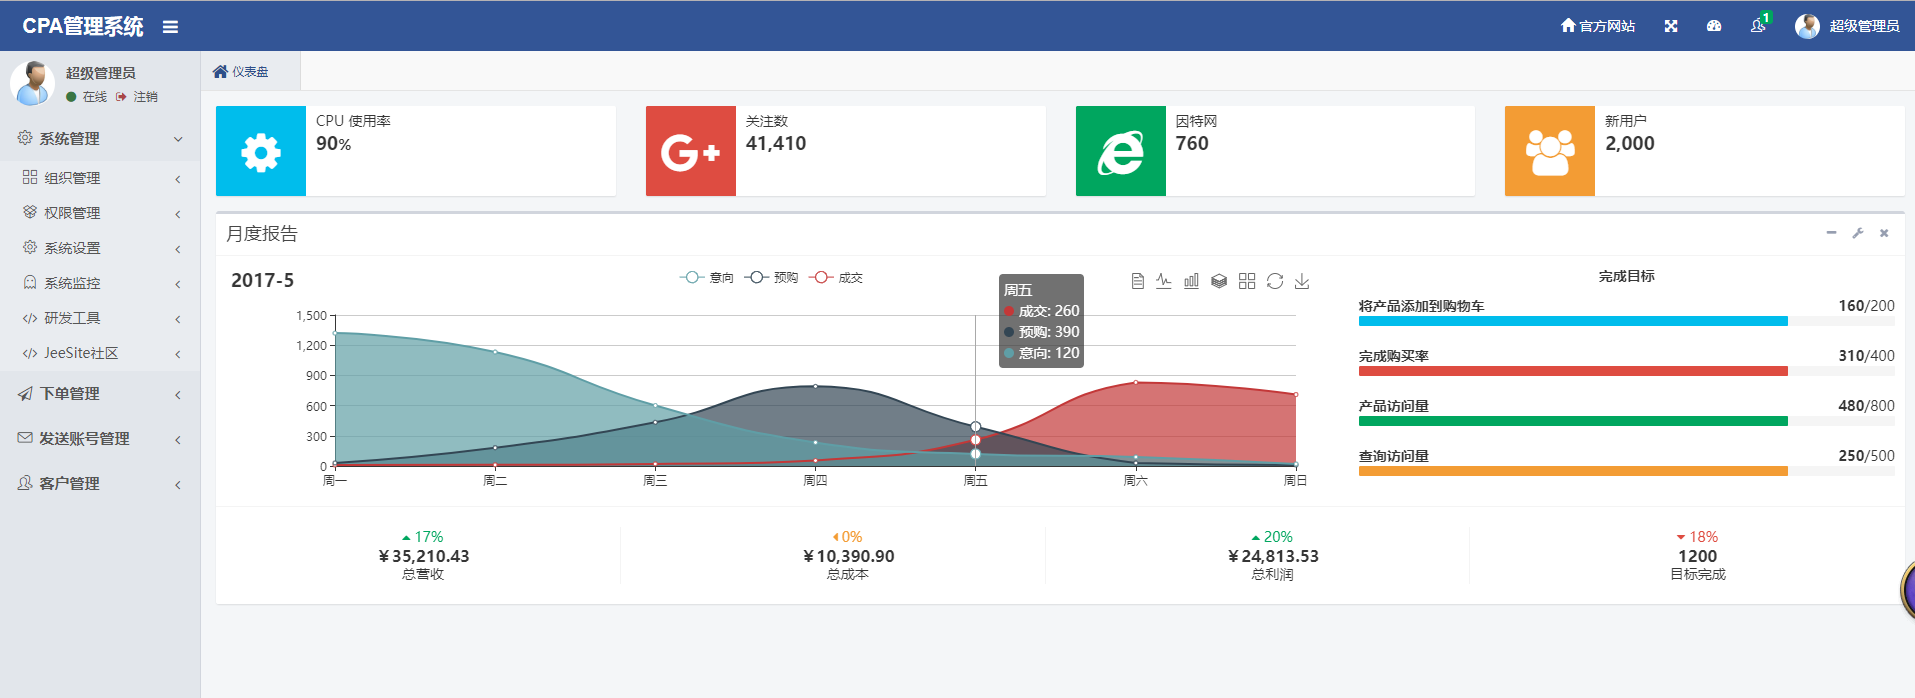 CPA管理系统
官方网站
1
超级管理员
超级管理员
在线 注销
系统管理
组织管理
权限管理
系统设置
系统监控
研发工具
JeeSite社区
下单管理
发送账号管理
客户管理
仪表盘
CPU 使用率
90%
关注数
41,410
因特网
760
新用户
2,000
月度报告
2017-5
意向 预购 成交
1,500
1,200
900
600
300
0
周一 周二 周三 周四 周五 周六 周日
周五
成交: 260
预购: 390
意向: 120
完成目标
将产品添加到购物车 160/200
完成购买率 310/400
产品访问量 480/800
查询访问量 250/500
17%
¥35,210.43
总营收
0%
¥10,390.90
总成本
20%
¥24,813.53
总利润
18%
1200
目标完成